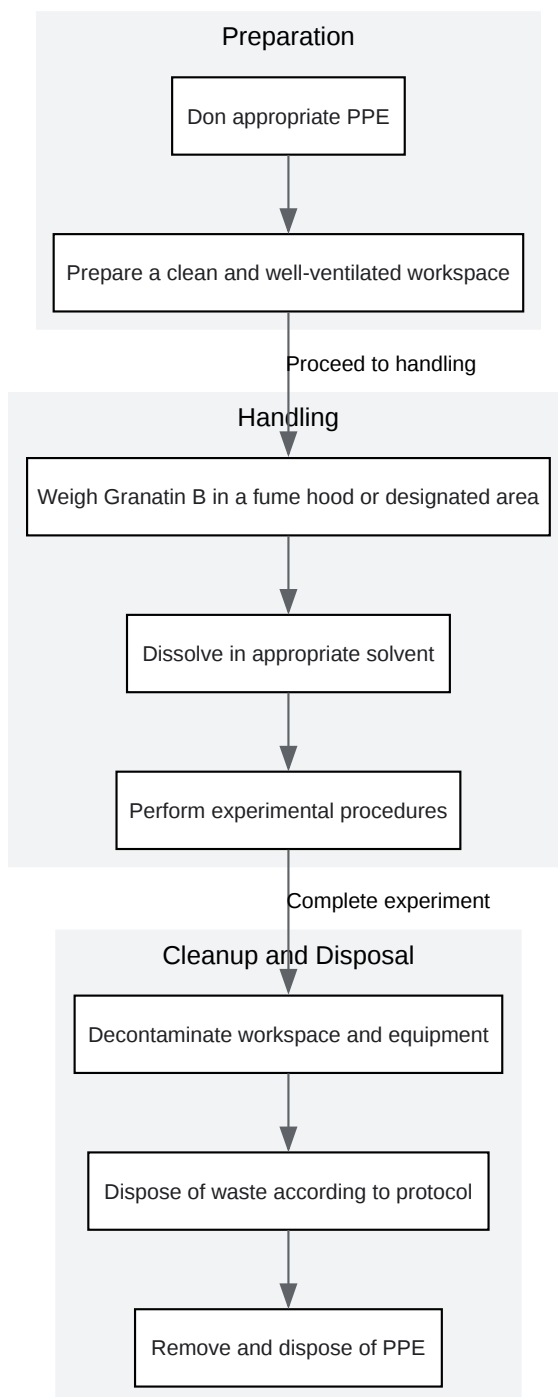 Preparation
Don appropriate PPE
Prepare a clean and well-ventilated workspace
Proceed to handling
Handling
Weigh Granatin B in a fume hood or designated area
Dissolve in appropriate solvent
Perform experimental procedures
Complete experiment
Cleanup and Disposal
Decontaminate workspace and equipment
Dispose of waste according to protocol
Remove and dispose of PPE